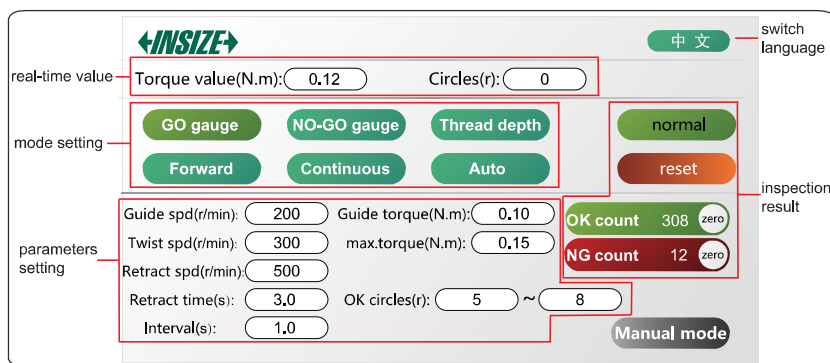 INSIZE
中 文
switch
language
real-time value
Torque value(N.m): 0.12 Circles(r): 0
mode setting
GO gauge NO-GO gauge Thread depth
Forward Continuous Auto
normal
reset
inspection
result
OK count 308 zero
NG count 12 zero
parameters
setting
Guide spd(r/min): 200 Guide torque(N.m): 0.10
Twist spd(r/min): 300 max.torque(N.m): 0.15
Retract spd(r/min): 500
Retract time(s): 3.0 OK circles(r): 5 ~ 8
Interval(s): 1.0
Manual mode